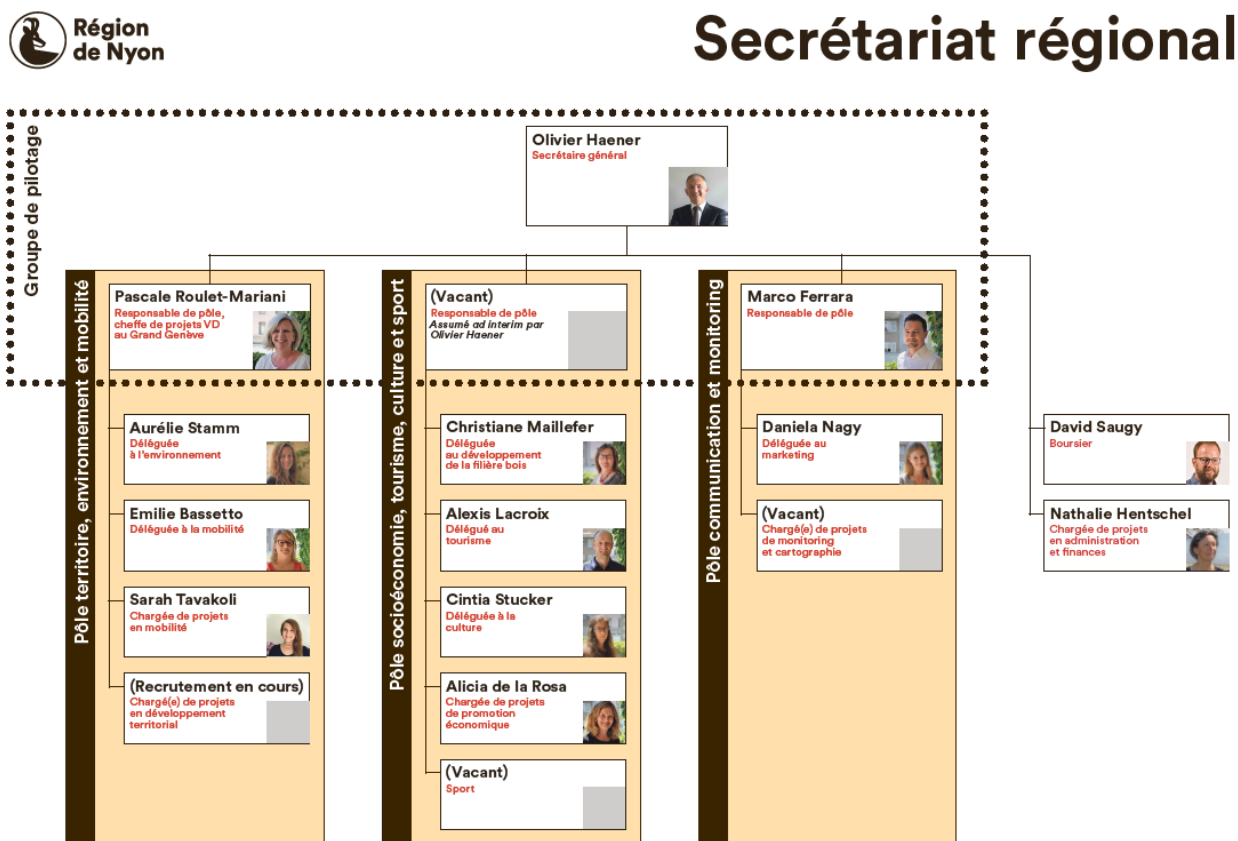 Région
de Nyon
Secrétariat régional
Groupe de pilotage
Olivier Haener
Secrétaire général
Pôle territoire, environnement et mobilité
Pascale Roulet-Mariani
Responsable de pôle,
cheffe de projets VD
au Grand Genève
Aurélie Stamm
Déléguée
à l'environnement
Emilie Bassetto
Déléguée à la mobilité
Sarah Tavakoli
Chargée de projets
en mobilité
(Recrutement en cours)
Chargé(e) de projets
en développement
territorial
Pôle socioéconomie, tourisme, culture et sport
(Vacant)
Responsable de pôle
Assumé ad interim par
Olivier Haener
Christiane Maillefer
Déléguée
au développement
de la filière bois
Alexis Lacroix
Délégué au
tourisme
Cintia Stucker
Déléguée à la
culture
Alicia de la Rosa
Chargée de projets
de promotion
économique
(Vacant)
Sport
Pôle communication et monitoring
Marco Ferrara
Responsable de pôle
Daniela Nagy
Déléguée au
marketing
(Vacant)
Chargé(e) de projets
de monitoring
et cartographie
David Saugy
Boursier
Nathalie Hentschel
Chargée de projets
en administration
et finances